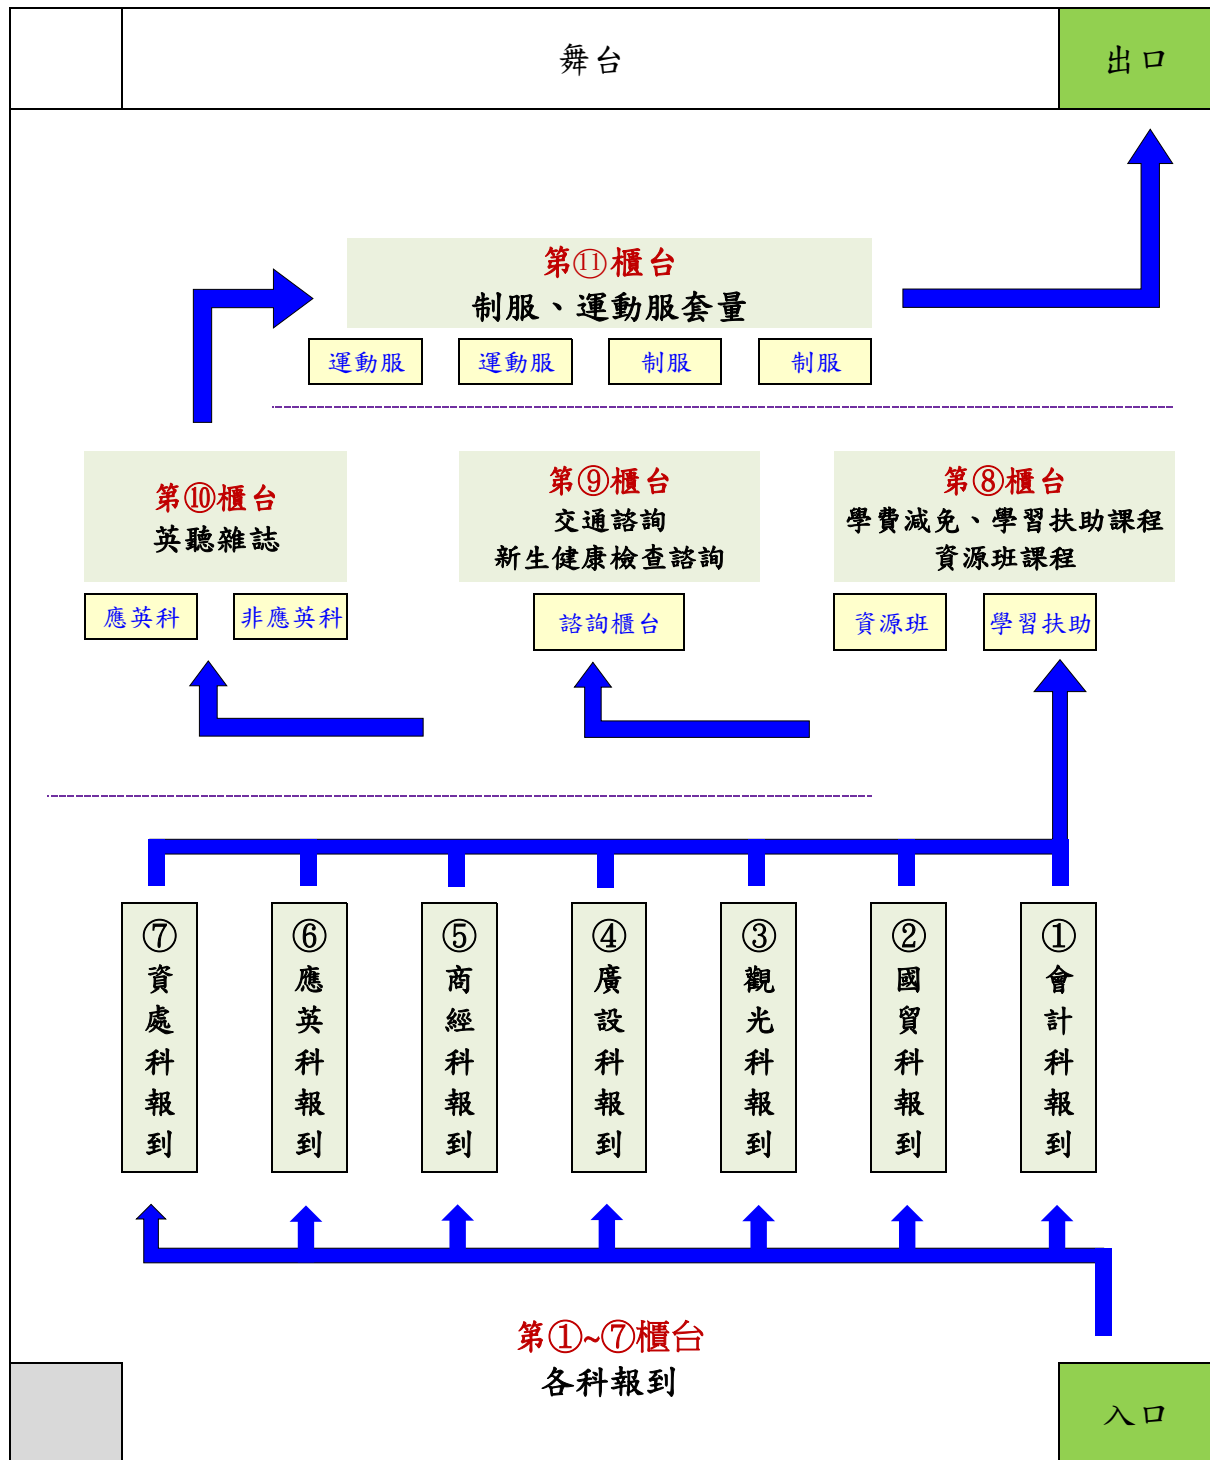 舞台
出口
第⑪櫃台
制服、運動服套量
運動服
運動服
制服
制服
第⑩櫃台
英聽雜誌
應英科
非應英科
第⑨櫃台
交通諮詢
新生健康檢查諮詢
諮詢櫃台
第⑧櫃台
學費減免、學習扶助課程
資源班課程
資源班
學習扶助
⑦資處科報到
⑥應英科報到
⑤商經科報到
④廣設科報到
③觀光科報到
②國貿科報到
①會計科報到
第①~⑦櫃台
各科報到
入口